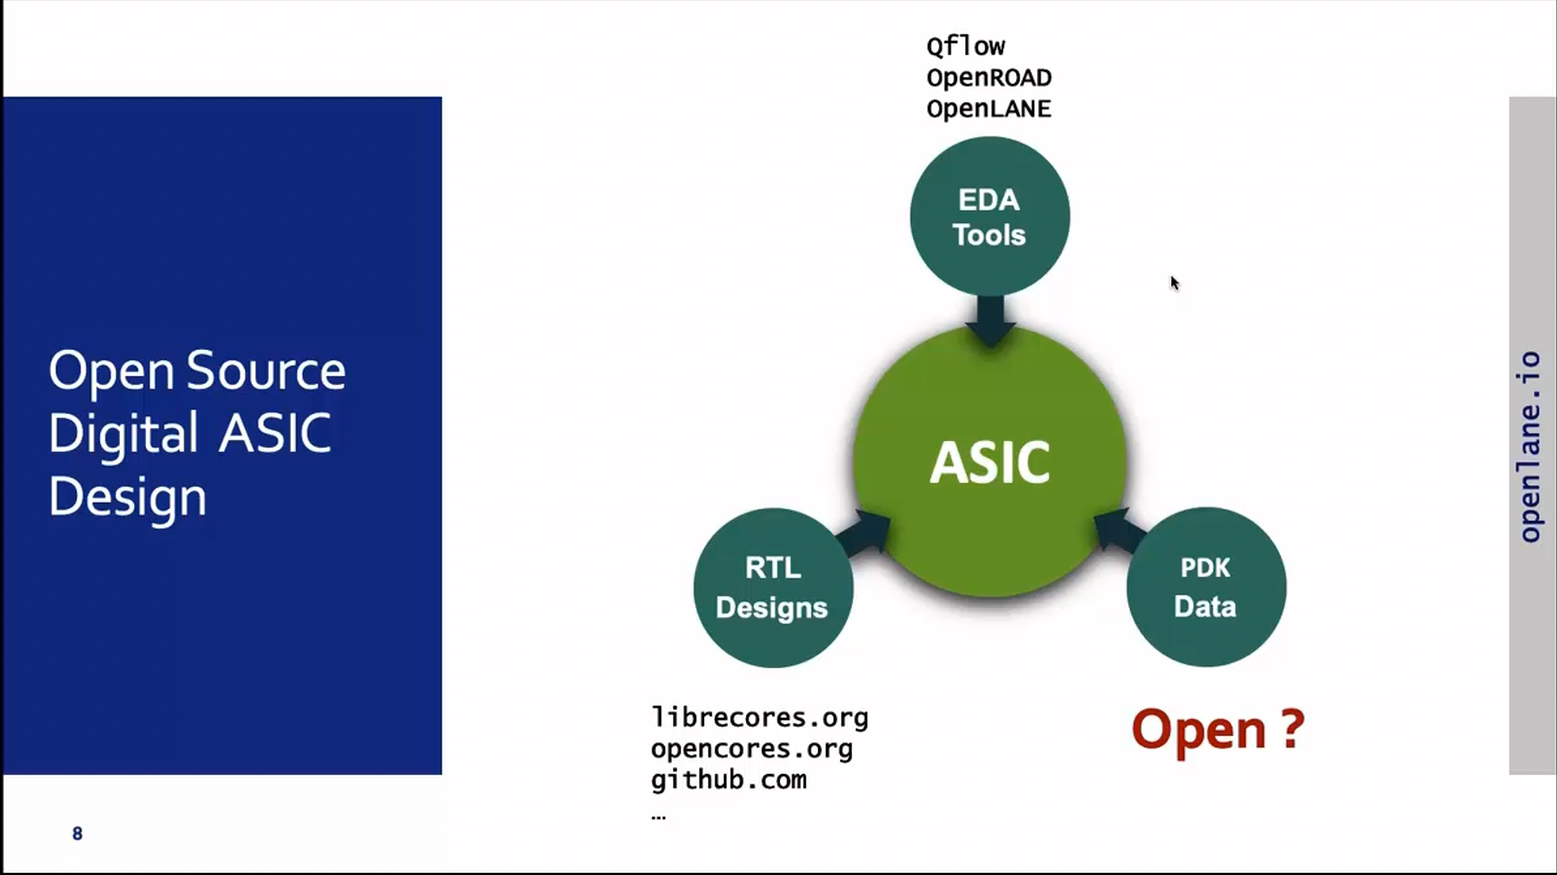 Open Source
Digital ASIC
Design
Qflow
OpenROAD
OpenLANE
EDA
Tools
ASIC
RTL
Designs
PDK
Data
librecores.org
opencores.org
github.com
…
Open ?
openlane.io
8